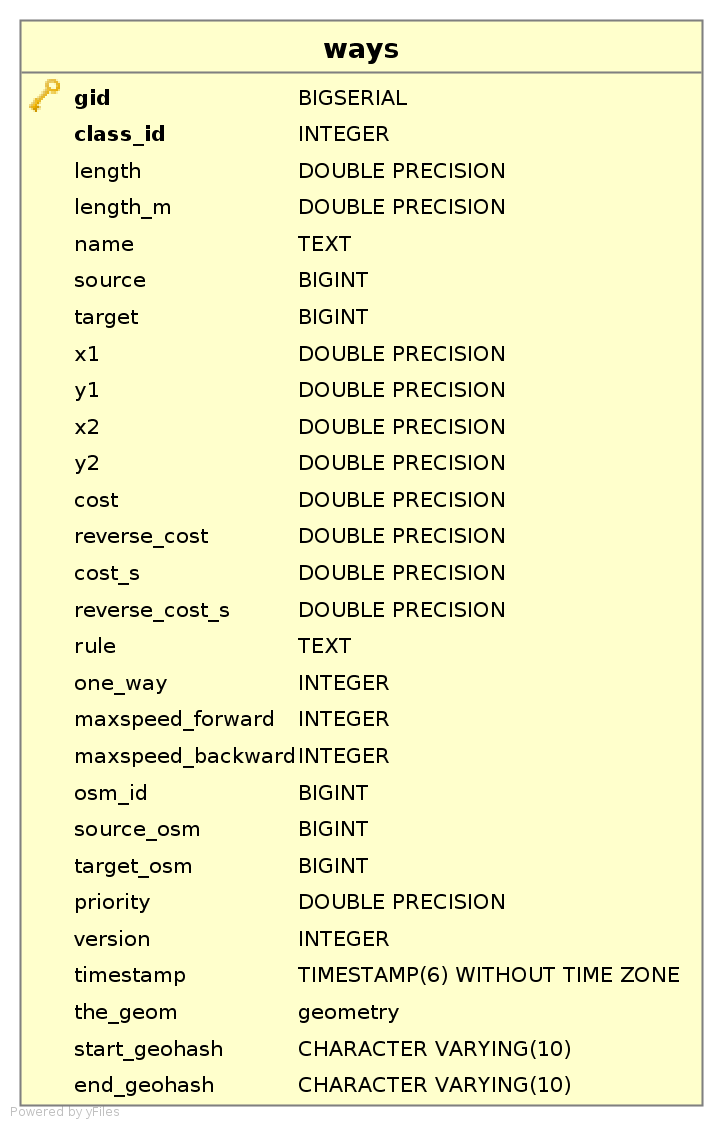 ways
gid BIGSERIAL
class_id INTEGER
length DOUBLE PRECISION
length_m DOUBLE PRECISION
name TEXT
source BIGINT
target BIGINT
x1 DOUBLE PRECISION
y1 DOUBLE PRECISION
x2 DOUBLE PRECISION
y2 DOUBLE PRECISION
cost DOUBLE PRECISION
reverse_cost DOUBLE PRECISION
cost_s DOUBLE PRECISION
reverse_cost_s DOUBLE PRECISION
rule TEXT
one_way INTEGER
maxspeed_forward INTEGER
maxspeed_backward INTEGER
osm_id BIGINT
source_osm BIGINT
target_osm BIGINT
priority DOUBLE PRECISION
version INTEGER
timestamp TIMESTAMP(6) WITHOUT TIME ZONE
the_geom geometry
start_geohash CHARACTER VARYING(10)
end_geohash CHARACTER VARYING(10)
Powered by yFiles